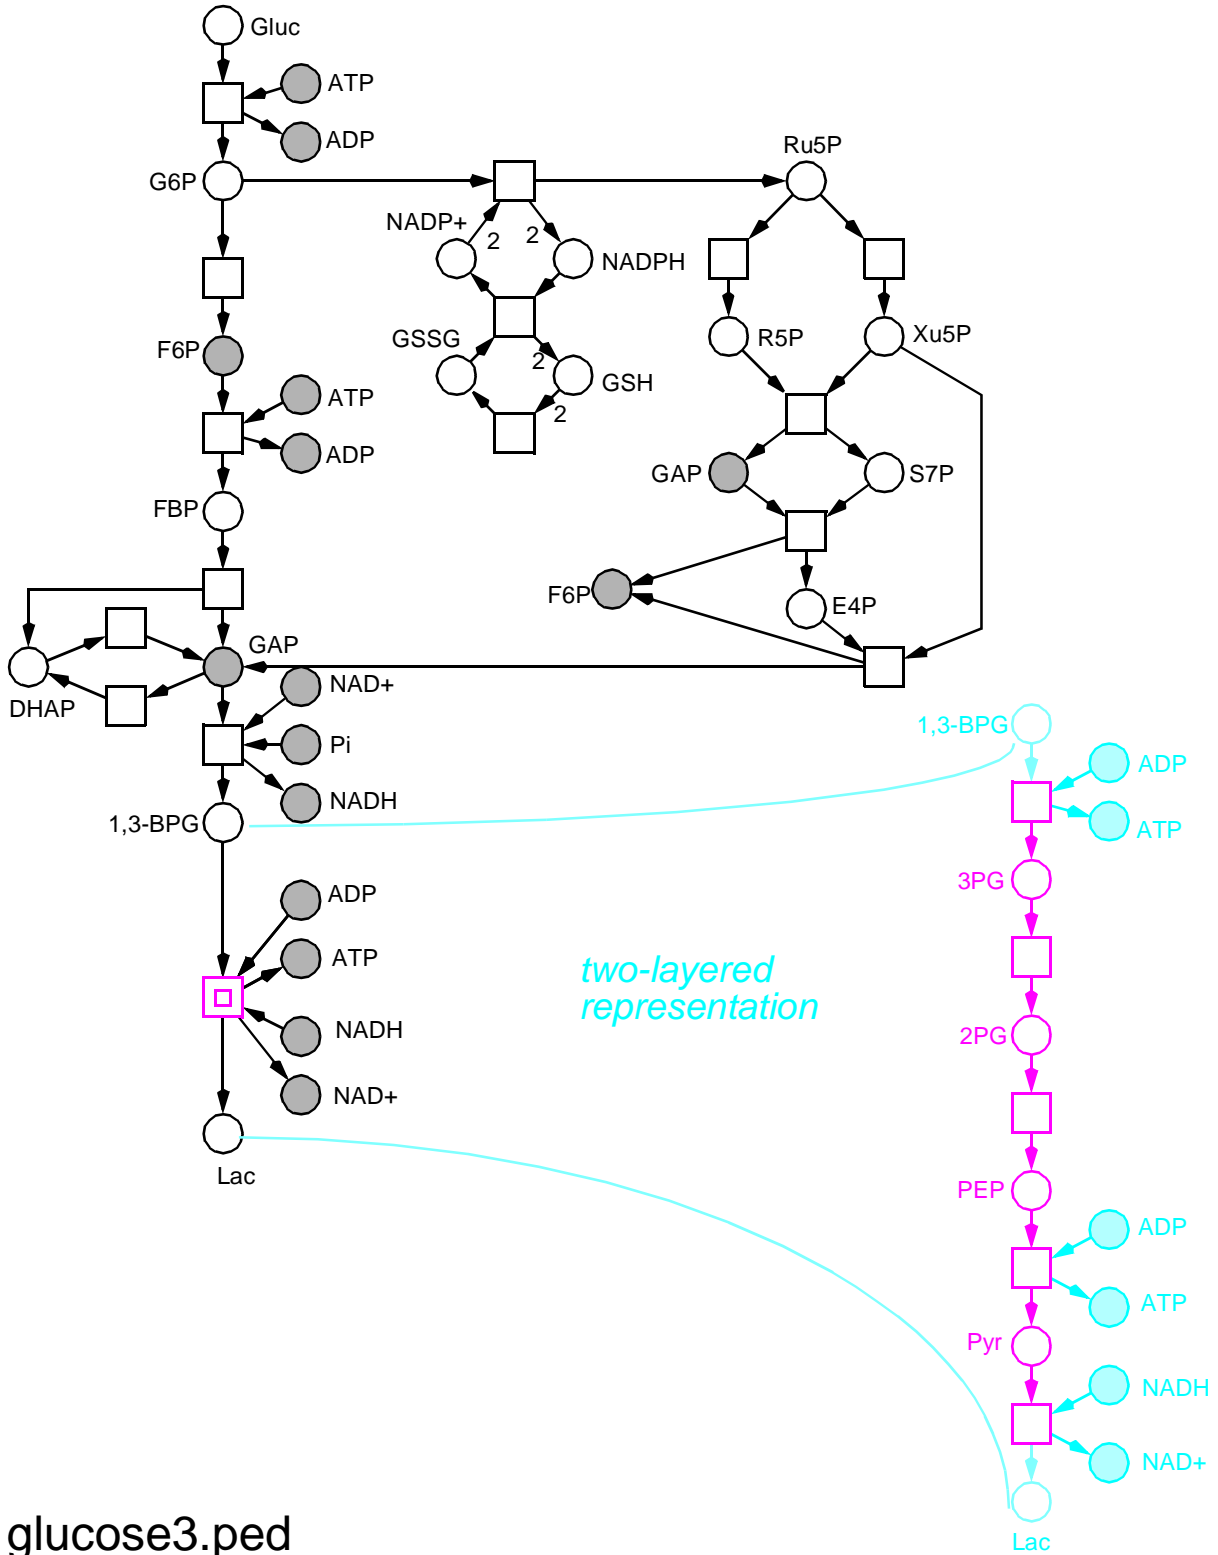 Gluc
ATP
ADP
Ru5P
G6P
NADP+
2
2
NADPH
F6P
GSSG
R5P
Xu5P
2
GSH
2
ATP
ADP
GAP
S7P
FBP
F6P
E4P
GAP
NAD+
DHAP
Pi
NADH
1,3-BPG
1,3-BPG
ADP
ATP
3PG
ADP
ATP
NADH
NAD+
two-layered
representation
2PG
Lac
PEP
ADP
ATP
Pyr
NADH
NAD+
Lac
glucose3.ped